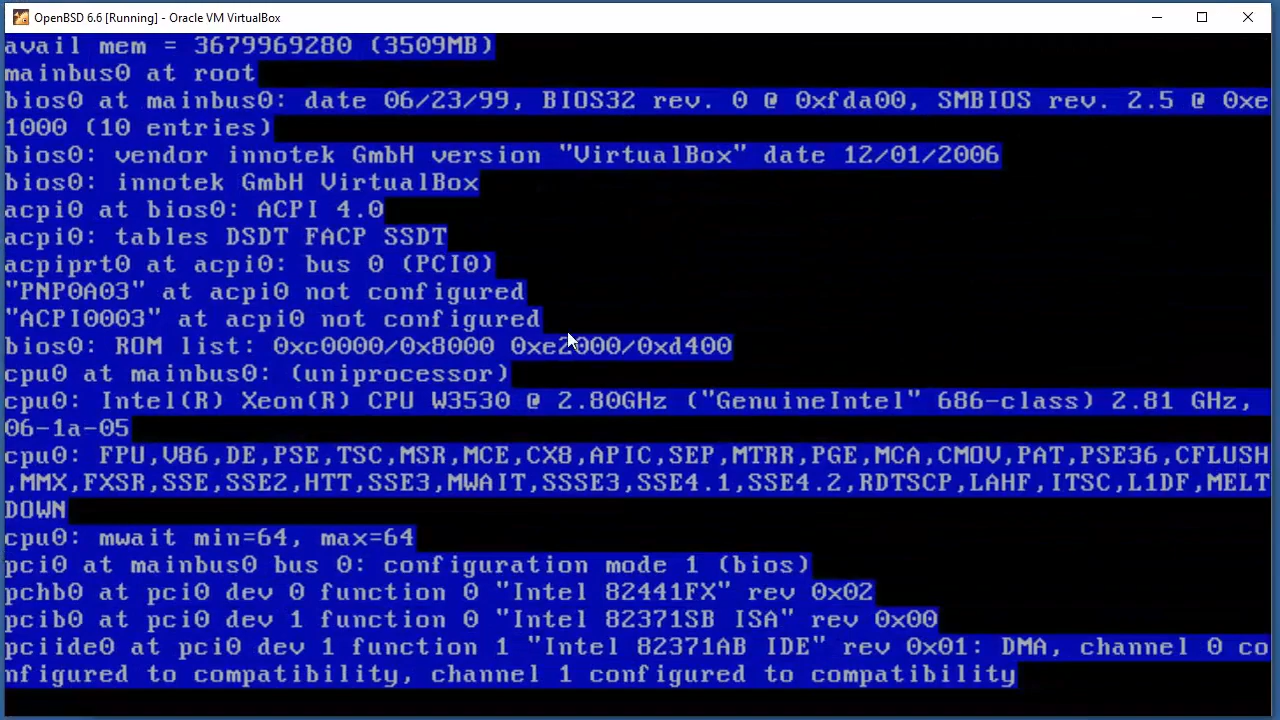 OpenBSD 6.6 [Running] - Oracle VM VirtualBox
avail mem = 3679969280 (3509MB)
mainbus0 at root
bios0 at mainbus0: date 06/23/99, BIOS32 rev. 0 @ 0xfda00, SMBIOS rev. 2.5 @ 0xe
1000 (10 entries)
bios0: vendor innotek GmbH version "VirtualBox" date 12/01/2006
bios0: innotek GmbH VirtualBox
acpi0 at bios0: ACPI 4.0
acpi0: tables DSDT FACP SSDT
acpiprt0 at acpi0: bus 0 (PCI0)
"PNP0A03" at acpi0 not configured
"ACPI0003" at acpi0 not configured
bios0: ROM list: 0xc0000/0x8000 0xe2000/0xd400
cpu0 at mainbus0: (uniprocessor)
cpu0: Intel(R) Xeon(R) CPU W3530 @ 2.80GHz ("GenuineIntel" 686-class) 2.81 GHz,
06-1a-05
cpu0: FPU,V86,DE,PSE,TSC,MSR,MCE,CX8,APIC,SEP,MTRR,PGE,MCA,CMOV,PAT,PSE36,CFLUSH
,MMX,FXSR,SSE,SSE2,HTT,SSE3,MWAIT,SSSE3,SSE4.1,SSE4.2,RDTSCP,LAHF,ITSC,L1DF,MELT
DOWN
cpu0: mwait min=64, max=64
pci0 at mainbus0 bus 0: configuration mode 1 (bios)
pchb0 at pci0 dev 0 function 0 "Intel 82441FX" rev 0x02
pcib0 at pci0 dev 1 function 0 "Intel 82371SB ISA" rev 0x00
pciide0 at pci0 dev 1 function 1 "Intel 82371AB IDE" rev 0x01: DMA, channel 0 co
nfigured to compatibility, channel 1 configured to compatibility